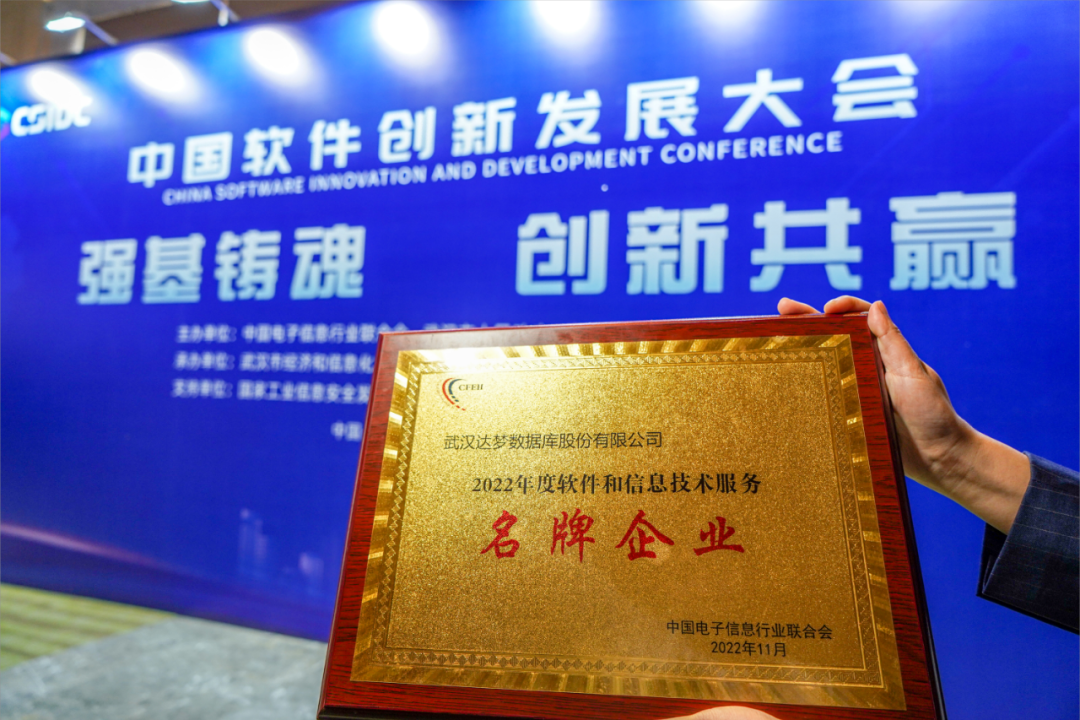 CSIDC
中国软件创新发展大会
CHINA SOFTWARE INNOVATION AND DEVELOPMENT CONFERENCE
强基铸魂 创新共赢
主办单位：中国电子信息行业联合会
承办单位：武汉市经济和信息化
支持单位：国家工业信息安全发
中国
CFEII
武汉达梦数据库股份有限公司
2022年度软件和信息技术服务
名牌企业
中国电子信息行业联合会
2022年11月